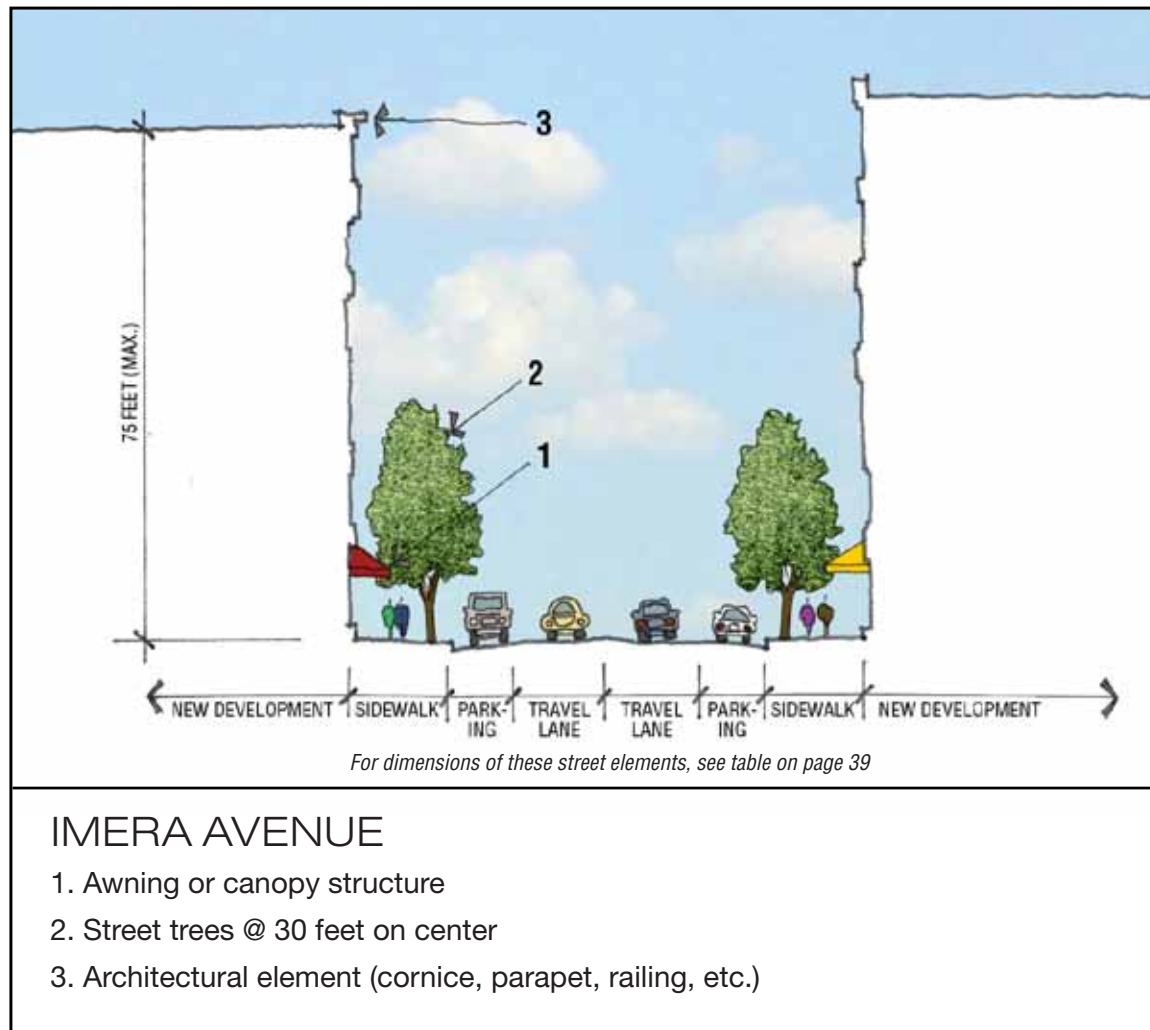 3
2
1
75 FEET (MAX.)
NEW DEVELOPMENT SIDEWALK PARK-ING TRAVEL LANE TRAVEL LANE PARK-ING SIDEWALK NEW DEVELOPMENT
For dimensions of these street elements, see table on page 39
IMERA AVENUE
1. Awning or canopy structure
2. Street trees @ 30 feet on center
3. Architectural element (cornice, parapet, railing, etc.)